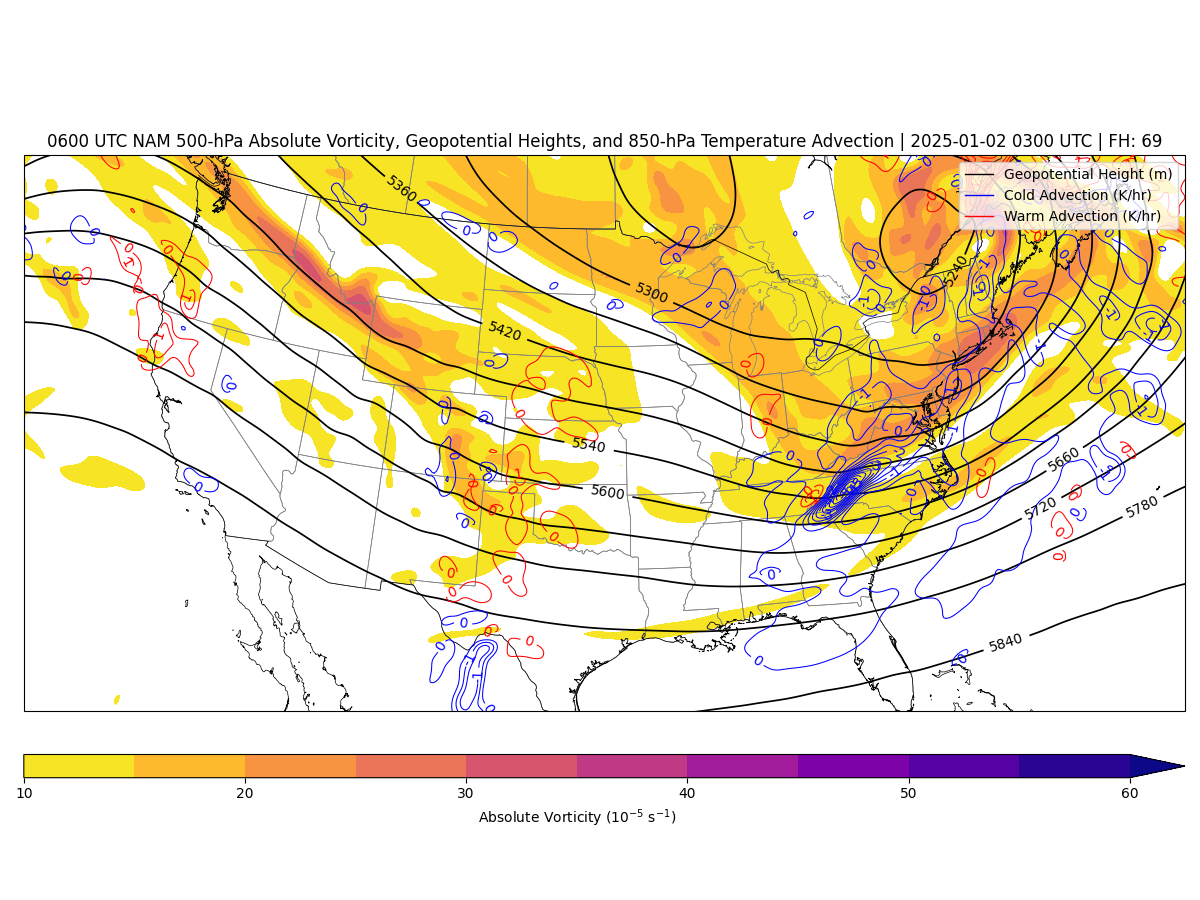 0600 UTC NAM 500-hPa Absolute Vorticity, Geopotential Heights, and 850-hPa Temperature Advection | 2025-01-02 0300 UTC | FH: 69
Geopotential Height (m)
Cold Advection (K/hr)
Warm Advection (K/hr)
5360
5240
5300
5420
5540
5600
5660
5720
5780
5840
10 20 30 40 50 60
Absolute Vorticity (10⁻⁵ s⁻¹)